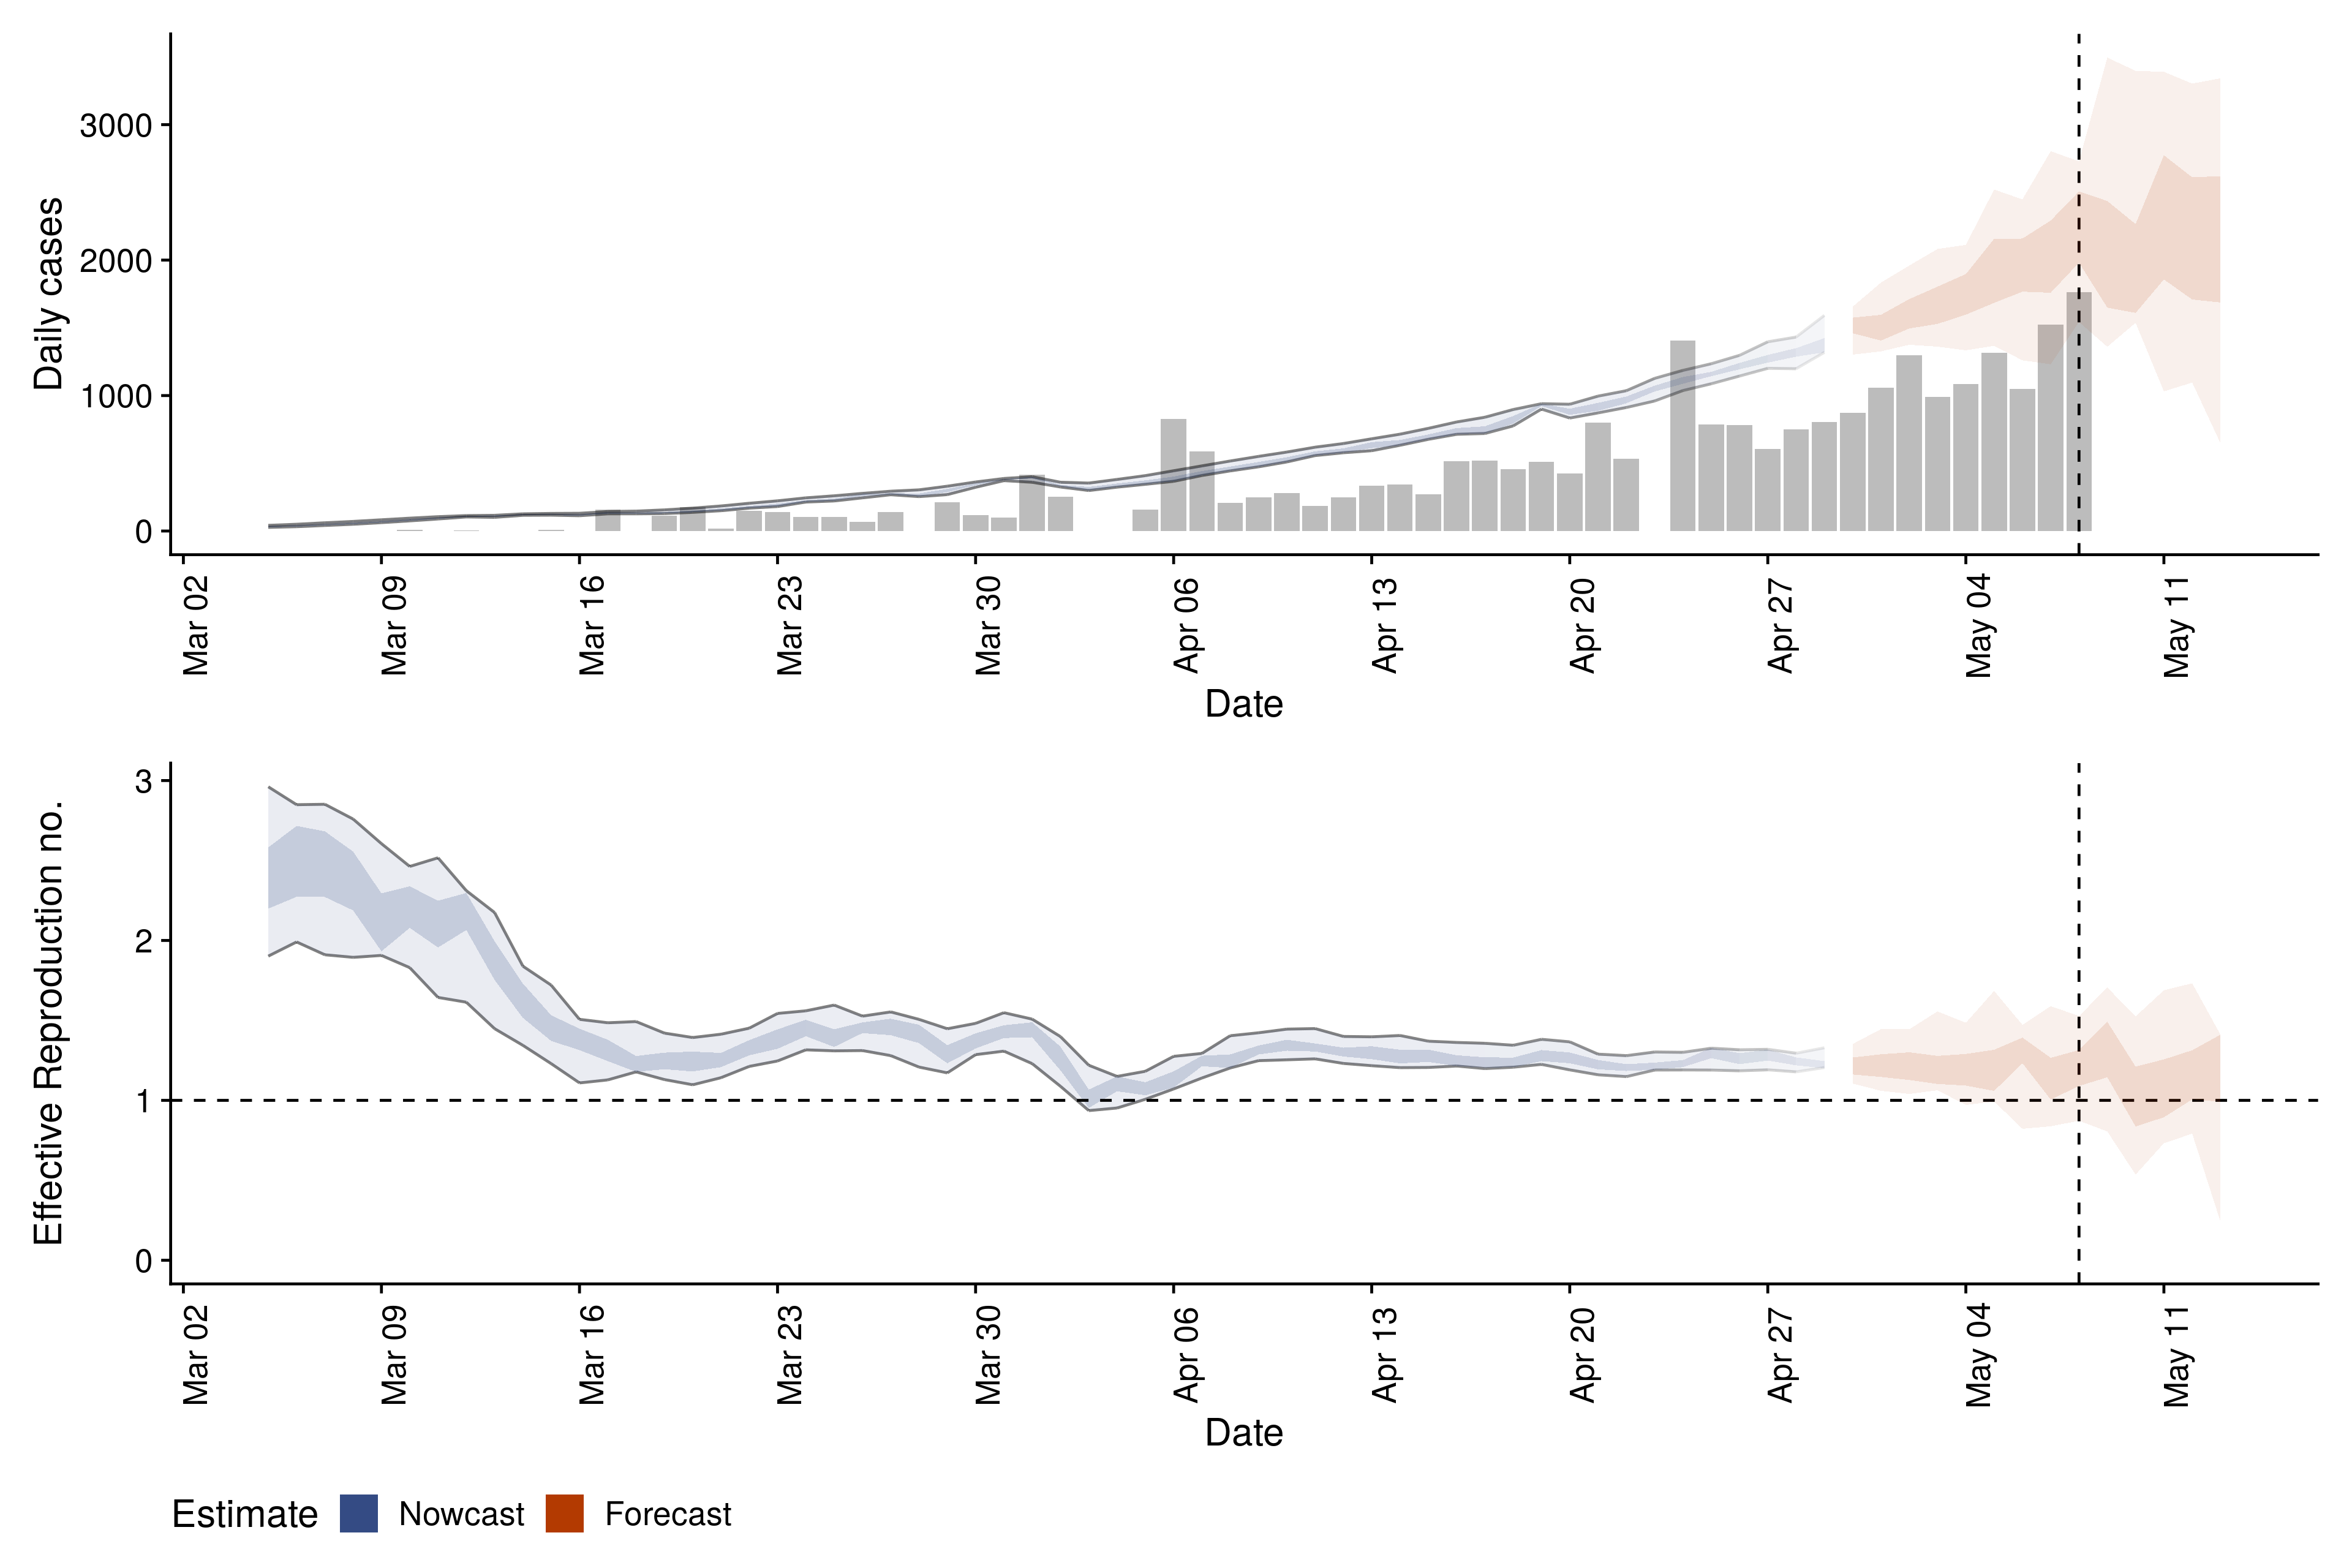 Daily cases
3000
2000
1000
0
Mar 02
Mar 09
Mar 16
Mar 23
Mar 30
Apr 06
Apr 13
Apr 20
Apr 27
May 04
May 11
Date
Effective Reproduction no.
3
2
1
0
Mar 02
Mar 09
Mar 16
Mar 23
Mar 30
Apr 06
Apr 13
Apr 20
Apr 27
May 04
May 11
Date
Estimate Nowcast Forecast